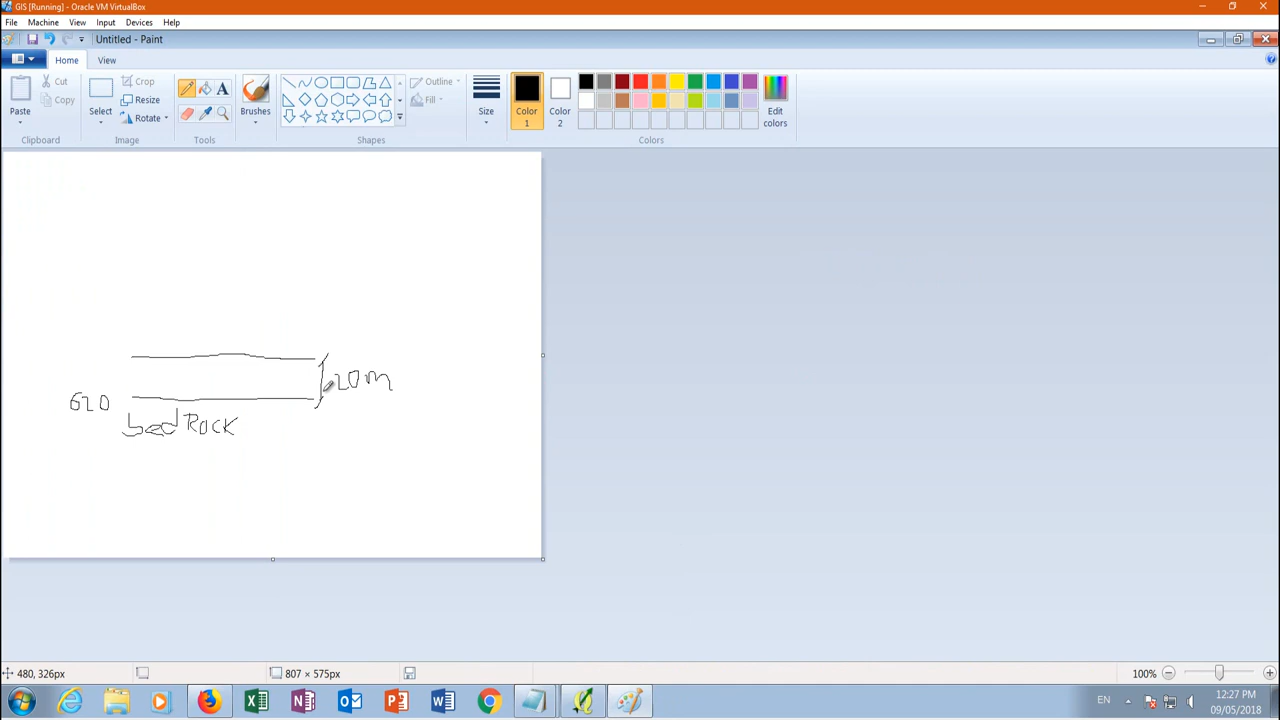 GIS [Running] - Oracle VM VirtualBox
File Machine View Input Devices Help
Untitled - Paint
Home View
Paste
Cut
Copy
Clipboard
Select
Crop
Resize
Rotate
Image
Tools
Brushes
Outline
Fill
Shapes
Size
Color 1
Color 2
Edit colors
Colors
20m
620
bed Rock
480, 326px
807 × 575px
100%
EN
12:27 PM
09/05/2018